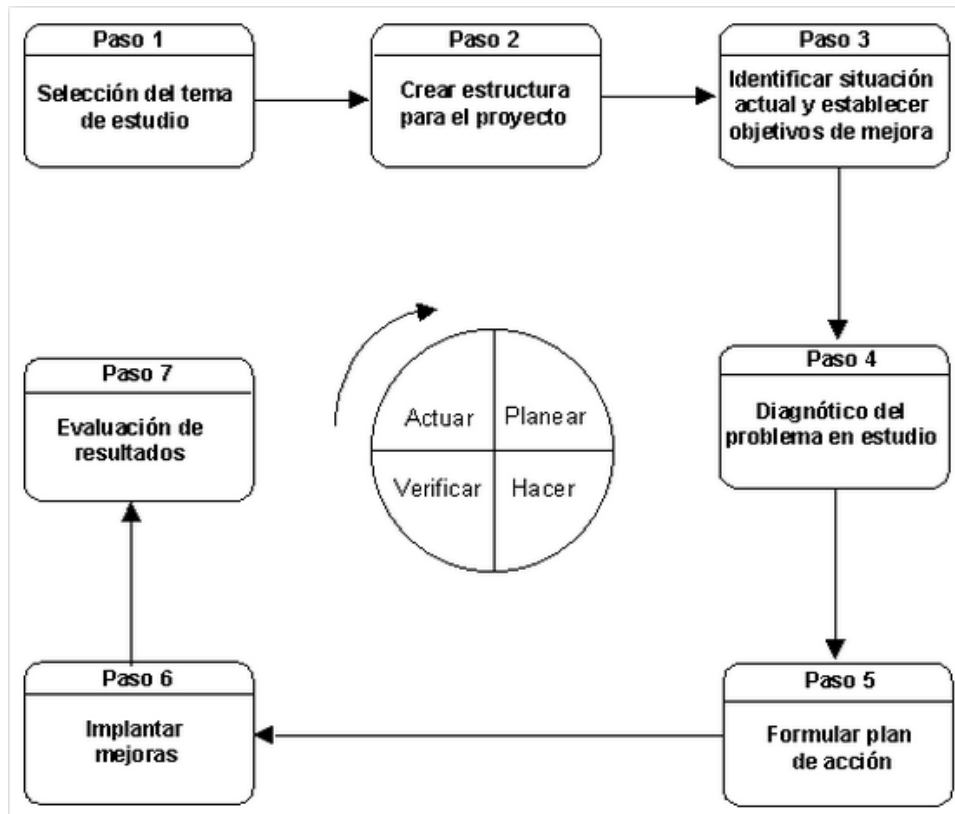 Paso 1
Selección del tema
de estudio
Paso 2
Crear estructura
para el proyecto
Paso 3
Identificar situación
actual y establecer
objetivos de mejora
Paso 4
Diagnótico del
problema en estudio
Paso 5
Formular plan
de acción
Paso 6
Implantar
mejoras
Paso 7
Evaluación de
resultados
Actuar
Planear
Verificar
Hacer